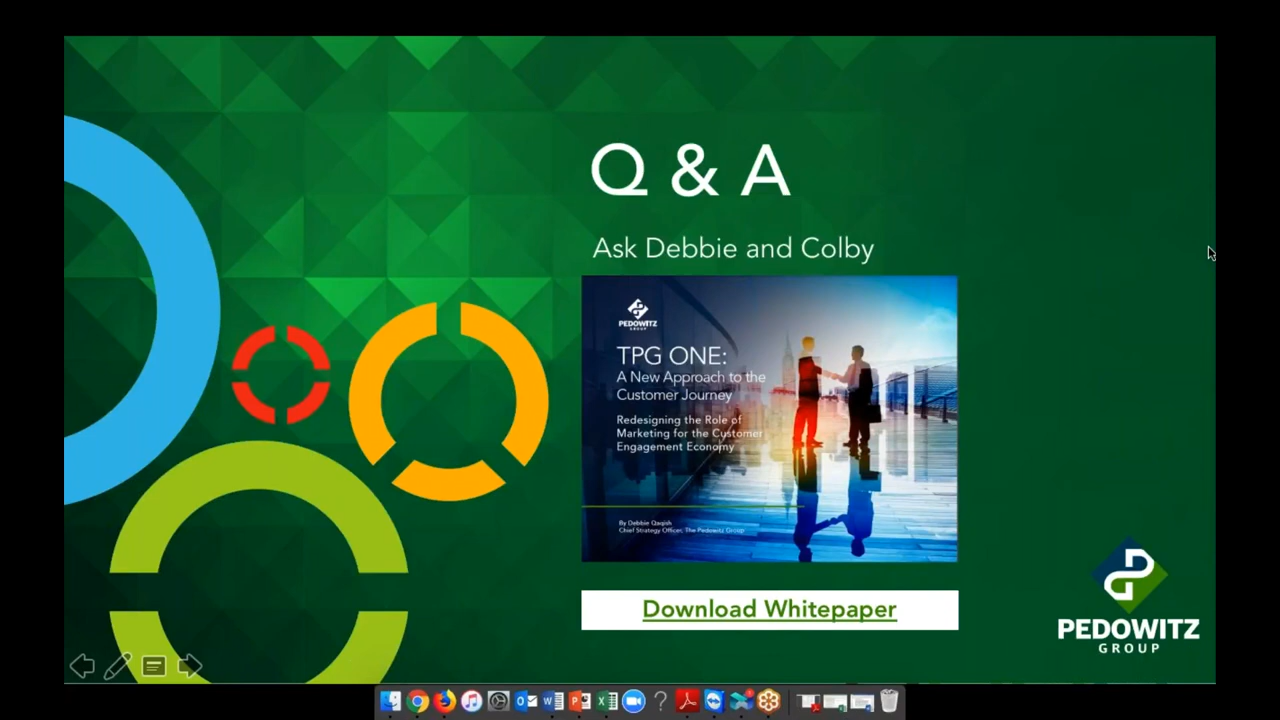 Q & A
Ask Debbie and Colby
PEDOWITZ
GROUP
TPG ONE:
A New Approach to the
Customer Journey
Redesigning the Role of
Marketing for the Customer
Engagement Economy
By Debbie Qaqish
Chief Strategy Officer, The Pedowitz Group
Download Whitepaper
PEDOWITZ
GROUP